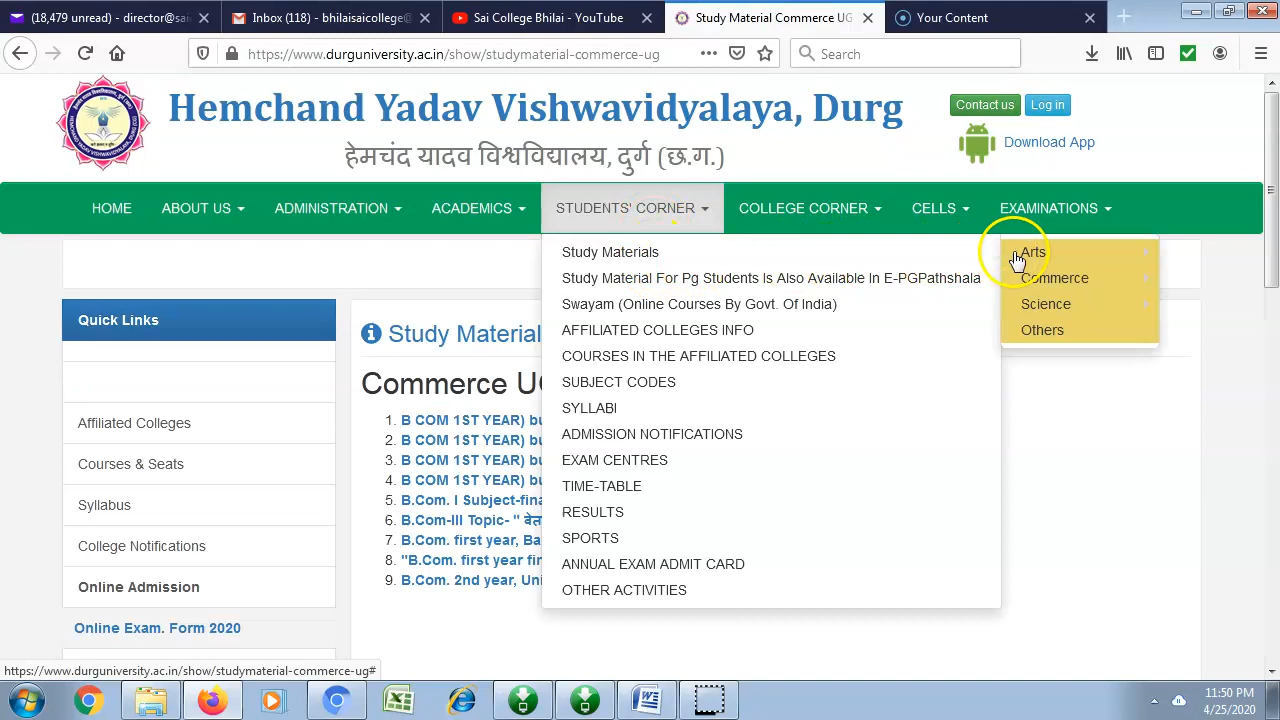 (18,479 unread) - director@sai
Inbox (118) - bhilaisaicollege@
Sai College Bhilai - YouTube
Study Material Commerce UG
Your Content
https://www.durguniversity.ac.in/show/studymaterial-commerce-ug
Search
Hemchand Yadav Vishwavidyalaya, Durg
हेमचंद यादव विश्वविद्यालय, दुर्ग (छ.ग.)
Contact us
Log in
Download App
HOME
ABOUT US
ADMINISTRATION
ACADEMICS
STUDENTS' CORNER
COLLEGE CORNER
CELLS
EXAMINATIONS
Study Materials
Study Material For Pg Students Is Also Available In E-PGPathshala
Swayam (Online Courses By Govt. Of India)
AFFILIATED COLLEGES INFO
COURSES IN THE AFFILIATED COLLEGES
SUBJECT CODES
SYLLABI
ADMISSION NOTIFICATIONS
EXAM CENTRES
TIME-TABLE
RESULTS
SPORTS
ANNUAL EXAM ADMIT CARD
OTHER ACTIVITIES
Arts
Commerce
Science
Others
Quick Links
Affiliated Colleges
Courses & Seats
Syllabus
College Notifications
Online Admission
Online Exam. Form 2020
Study Material
Commerce U
1. B COM 1ST YEAR) bu
2. B COM 1ST YEAR) bu
3. B COM 1ST YEAR) bu
4. B COM 1ST YEAR) bu
5. B.Com. I Subject-fina
6. B.Com-III Topic- " वेत
7. B.Com. first year, Ba
8. "B.Com. first year fin
9. B.Com. 2nd year, Uni
https://www.durguniversity.ac.in/show/studymaterial-commerce-ug#
11:50 PM
4/25/2020